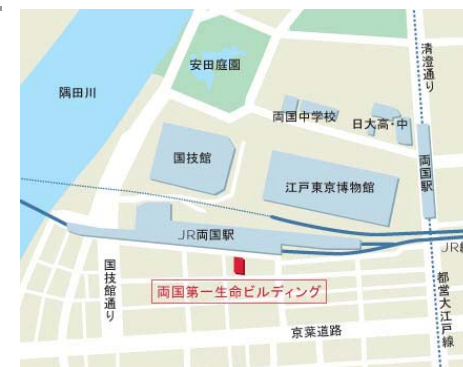 安田庭園
清澄通り
隅田川
両国中学校
日大高・中
国技館
両国駅
江戸東京博物館
JR両国駅
JR
国技館通り
両国第一生命ビルディング
都営大江戸線
京葉道路